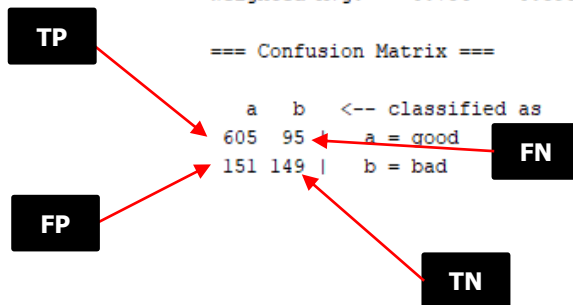 TP
=== Confusion Matrix ===
a b <-- classified as
605 95 | a = good
FN
151 149 | b = bad
FP
TN